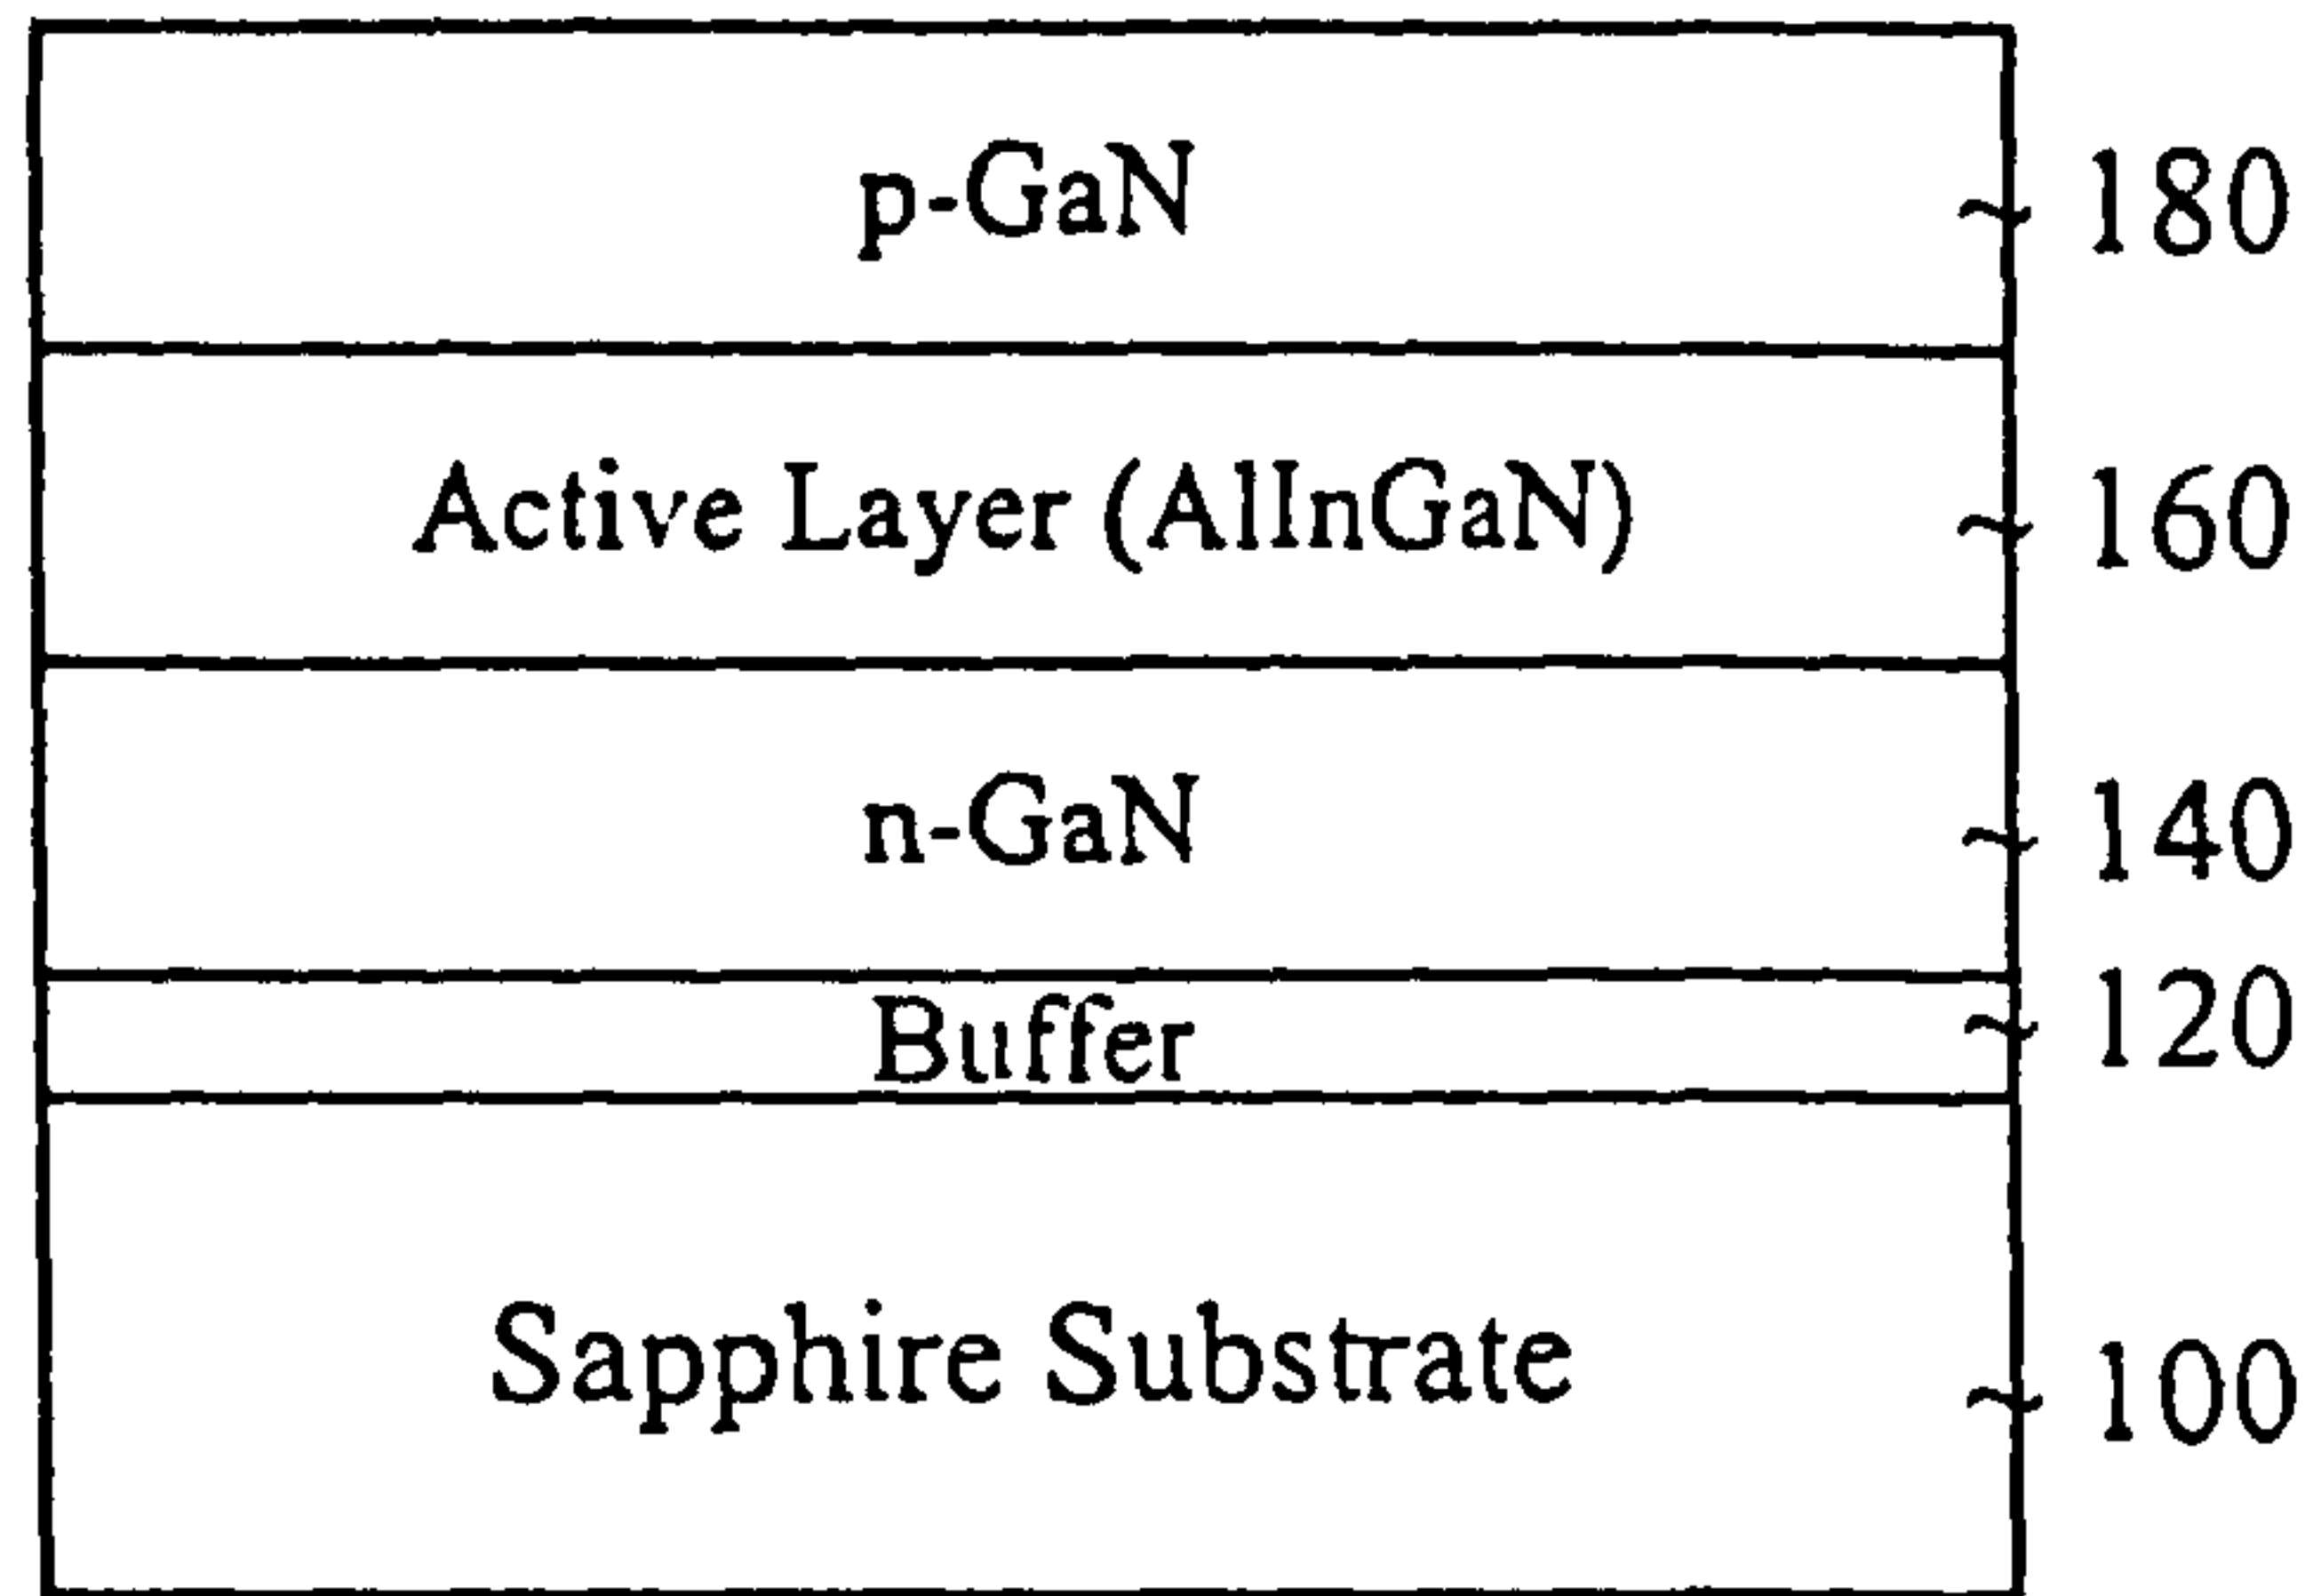 p-GaN 180
Active Layer (AlInGaN) 160
n-GaN 140
Buffer 120
Sapphire Substrate 100